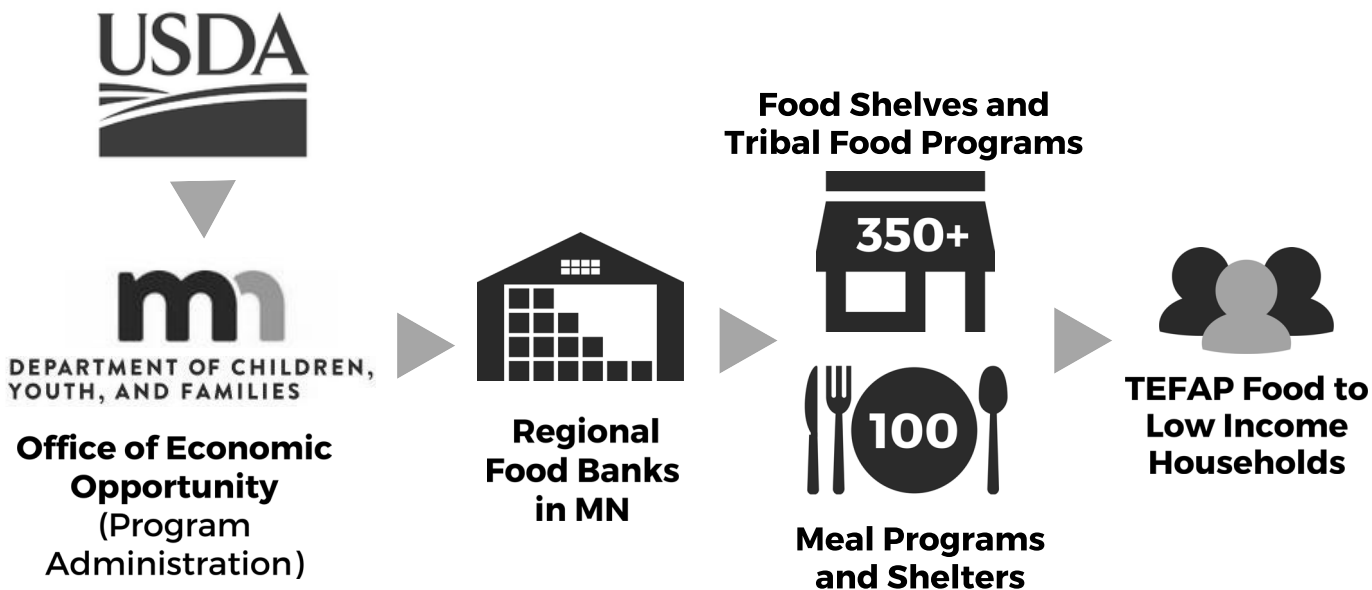 USDA
mn
DEPARTMENT OF CHILDREN,
YOUTH, AND FAMILIES
Office of Economic
Opportunity
(Program
Administration)
Regional
Food Banks
in MN
Food Shelves and
Tribal Food Programs
350+
100
Meal Programs
and Shelters
TEFAP Food to
Low Income
Households